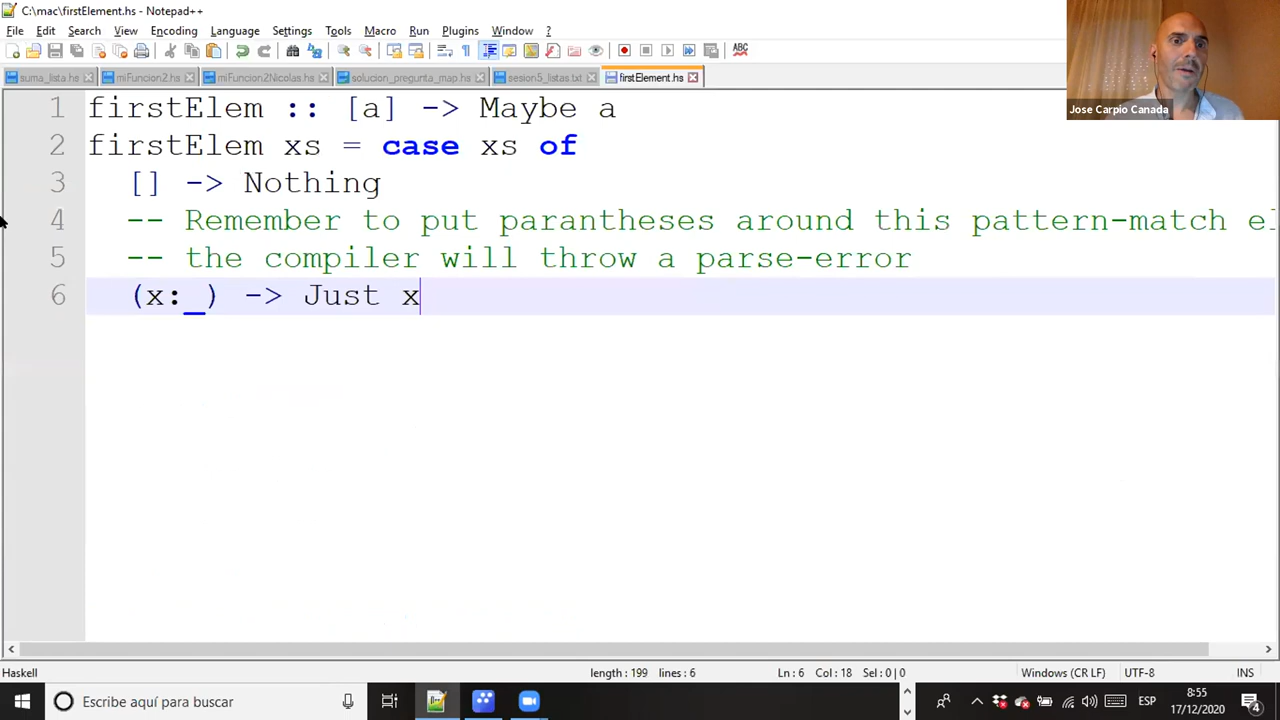 C:\mac\firstElement.hs - Notepad++
File Edit Search View Encoding Language Settings Tools Macro Run Plugins Window ?
suma_lista.hs miFuncion2.hs miFuncion2Nicolas.hs solucion_pregunta_map.hs sesion5_listas.txt firstElement.hs
Jose Carpio Canada
1 firstElem :: [a] -> Maybe a
2 firstElem xs = case xs of
3 [] -> Nothing
4 -- Remember to put parantheses around this pattern-match el
5 -- the compiler will throw a parse-error
6 (x:_) -> Just x
Haskell length : 199 lines : 6 Ln : 6 Col : 18 Sel : 0 | 0 Windows (CR LF) UTF-8 INS
Escribe aquí para buscar
ESP
8:55
17/12/2020
4